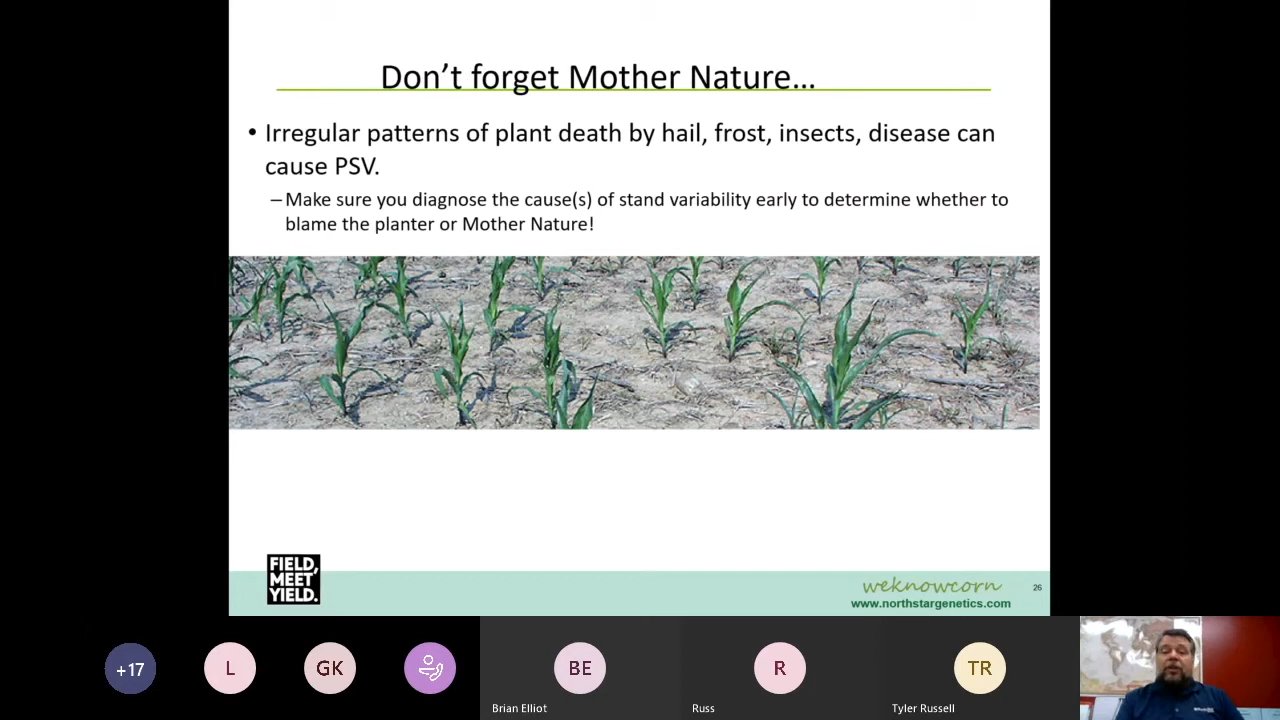 Don't forget Mother Nature...
• Irregular patterns of plant death by hail, frost, insects, disease can
cause PSV.
– Make sure you diagnose the cause(s) of stand variability early to determine whether to
blame the planter or Mother Nature!
FIELD,
MEET
YIELD.
weknowcorn
www.northstargenetics.com
26
+17
L
GK
BE
R
TR
Brian Elliot
Russ
Tyler Russell